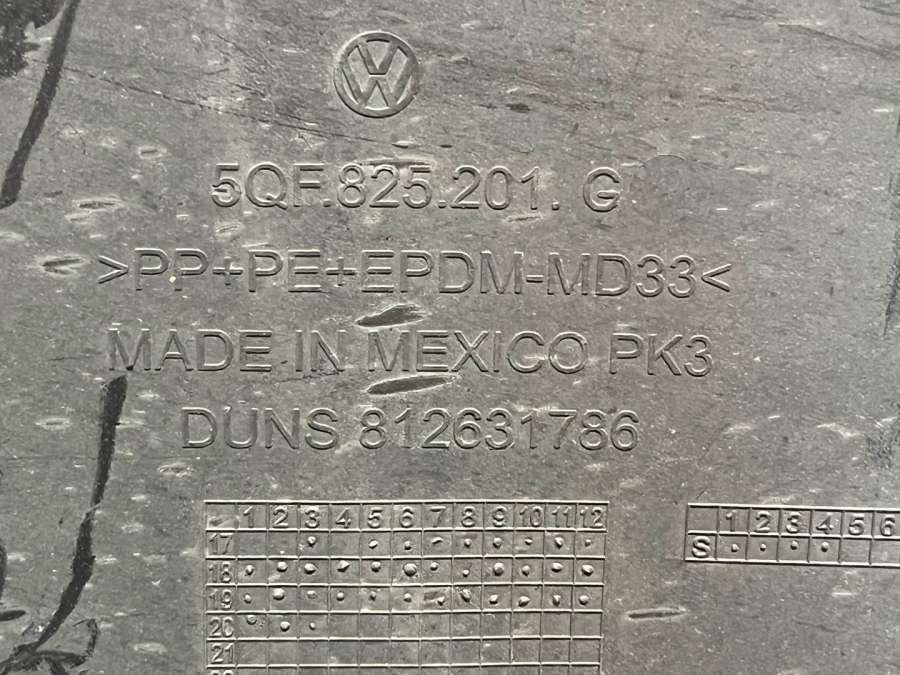 5QF.825.201. G
>PP+PE+EPDM-MD33<
MADE IN MEXICO PK3
DUNS 812631786
1 2 3 4 5 6 7 8 9 10 11 12
17
18
19
20
21
1 2 3 4 5 6
S